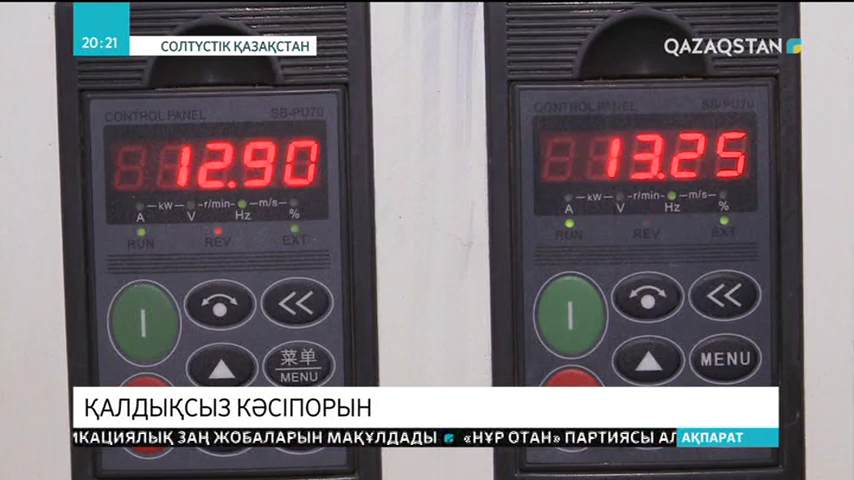 20:21
СОЛТҮСТІК ҚАЗАҚСТАН
QAZAQSTAN
CONTROL PANEL SB-PU70
12.90
kW r/min m/s
A V Hz %
RUN REV EXT
菜单
MENU
CONTROL PANEL SB-PU70
13.25
kW r/min m/s
A V Hz %
RUN REV EXT
MENU
ҚАЛДЫҚСЫЗ КӘСІПОРЫН
ИКАЦИЯЛЫҚ ЗАҢ ЖОБАЛАРЫН МАҚҰЛДАДЫ «НҰР ОТАН» ПАРТИЯСЫ АЛ
АҚПАРАТ